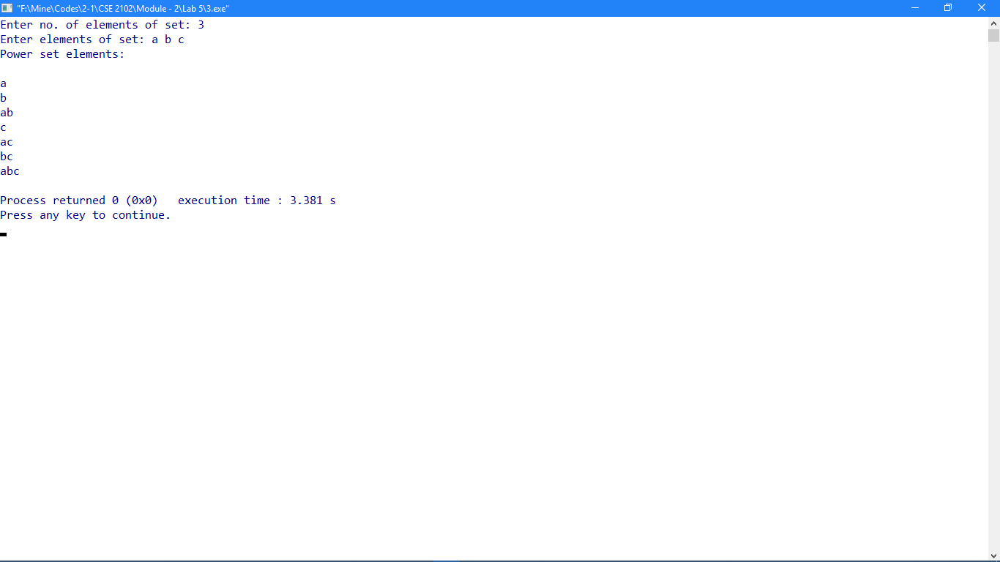 "F:\Mine\Codes\2-1\CSE 2102\Module - 2\Lab 5\3.exe"
Enter no. of elements of set: 3
Enter elements of set: a b c
Power set elements:
a
b
ab
c
ac
bc
abc
Process returned 0 (0x0)   execution time : 3.381 s
Press any key to continue.